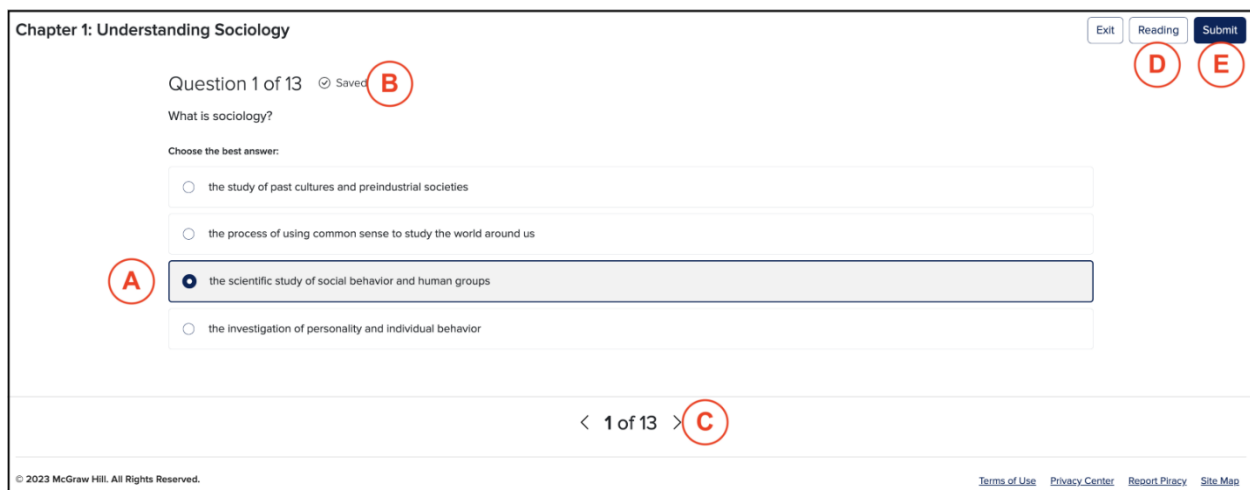 Chapter 1: Understanding Sociology
Exit Reading Submit
D E
Question 1 of 13 Saved B
What is sociology?
Choose the best answer:
the study of past cultures and preindustrial societies
the process of using common sense to study the world around us
A the scientific study of social behavior and human groups
the investigation of personality and individual behavior
< 1 of 13 > C
© 2023 McGraw Hill. All Rights Reserved.
Terms of Use Privacy Center Report Piracy Site Map